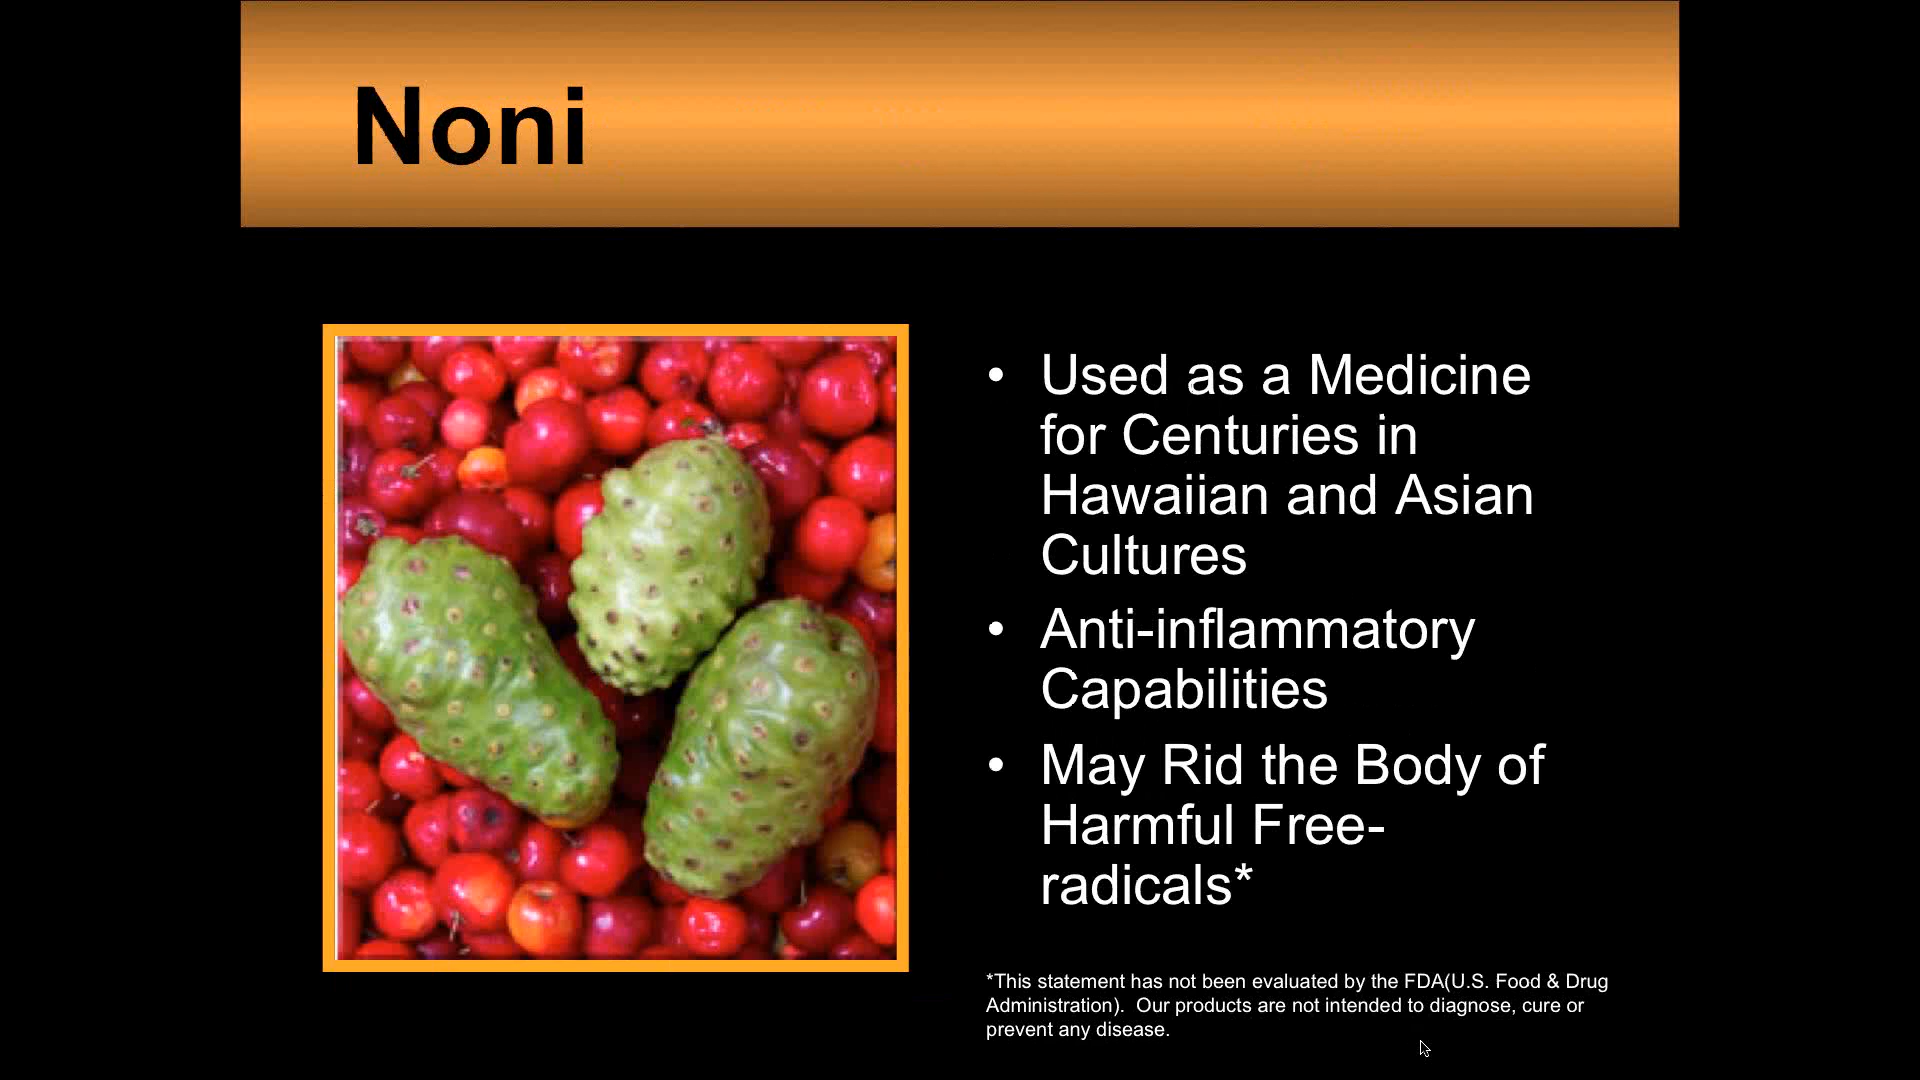 Noni
• Used as a Medicine
for Centuries in
Hawaiian and Asian
Cultures
• Anti-inflammatory
Capabilities
• May Rid the Body of
Harmful Free-
radicals*
*This statement has not been evaluated by the FDA(U.S. Food & Drug
Administration).  Our products are not intended to diagnose, cure or
prevent any disease.